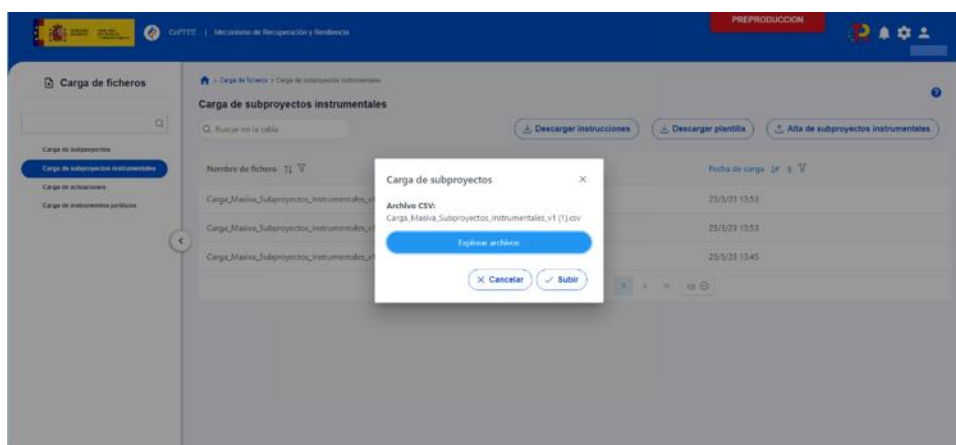 PREPRODUCCION
CoFFEE | Mecanismo de Recuperación y Resiliencia
Carga de ficheros
> Carga de ficheros > Carga de subproyectos instrumentales
Carga de subproyectos instrumentales
Buscar en la tabla
Descargar instrucciones
Descargar plantilla
Alta de subproyectos instrumentales
Carga de subproyectos
Carga de subproyectos instrumentales
Carga de actuaciones
Carga de instrumentos jurídicos
Nombre de fichero
Fecha de carga
Carga_Masiva_Subproyectos_Instrumentales_v1
23/3/23 13:53
Carga_Masiva_Subproyectos_Instrumentales_v1
23/3/23 13:53
Carga_Masiva_Subproyectos_Instrumentales_v1
23/3/23 13:45
1
10
Carga de subproyectos
Archivo CSV:
Carga_Masiva_Subproyectos_Instrumentales_v1 (1).csv
Explorar archivos
Cancelar
Subir